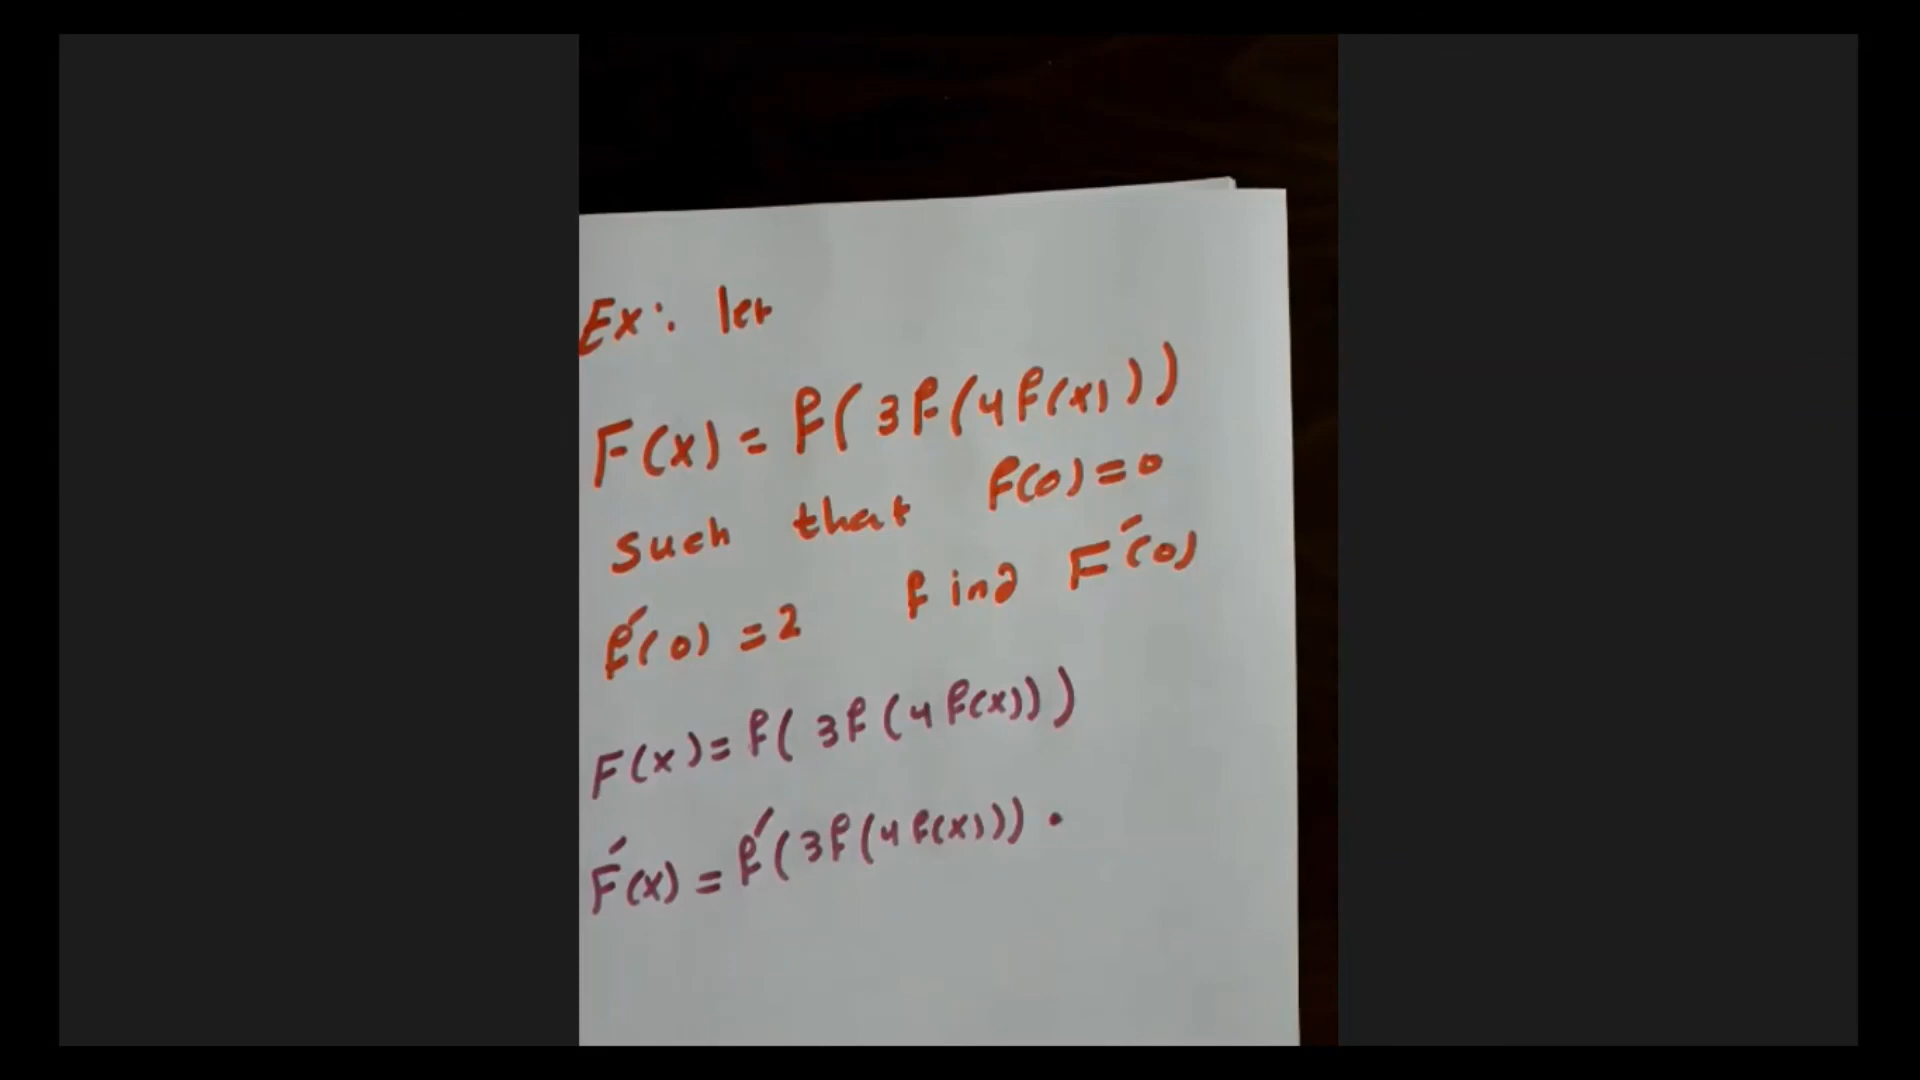 Ex: let
F(x) = f(3f(4f(x)))
such that f(0)=0
f'(0) = 2 find F'(0)
F(x) = f(3f(4f(x)))
F'(x) = f'(3f(4f(x))) •